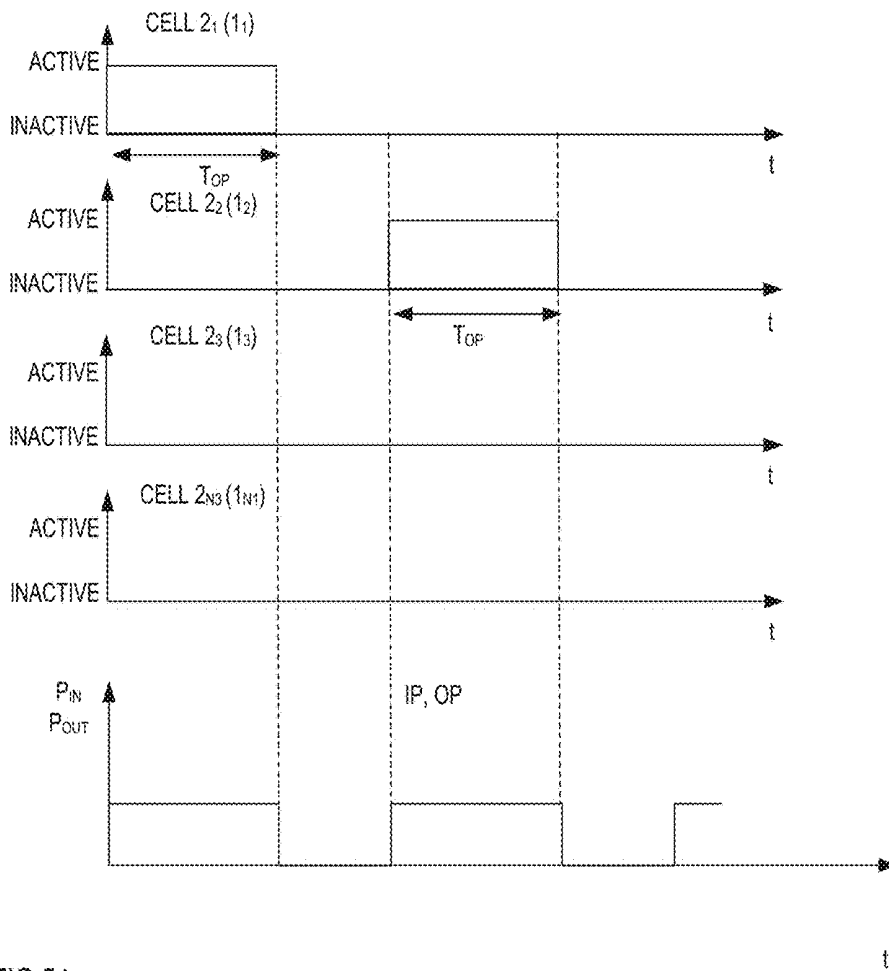 CELL 2₁ (1₁)
ACTIVE
INACTIVE
t
T_OP
CELL 2₂ (1₂)
ACTIVE
INACTIVE
t
T_OP
CELL 2₃ (1₃)
ACTIVE
INACTIVE
t
CELL 2_N3 (1_N1)
ACTIVE
INACTIVE
t
P_IN
P_OUT
IP, OP
t